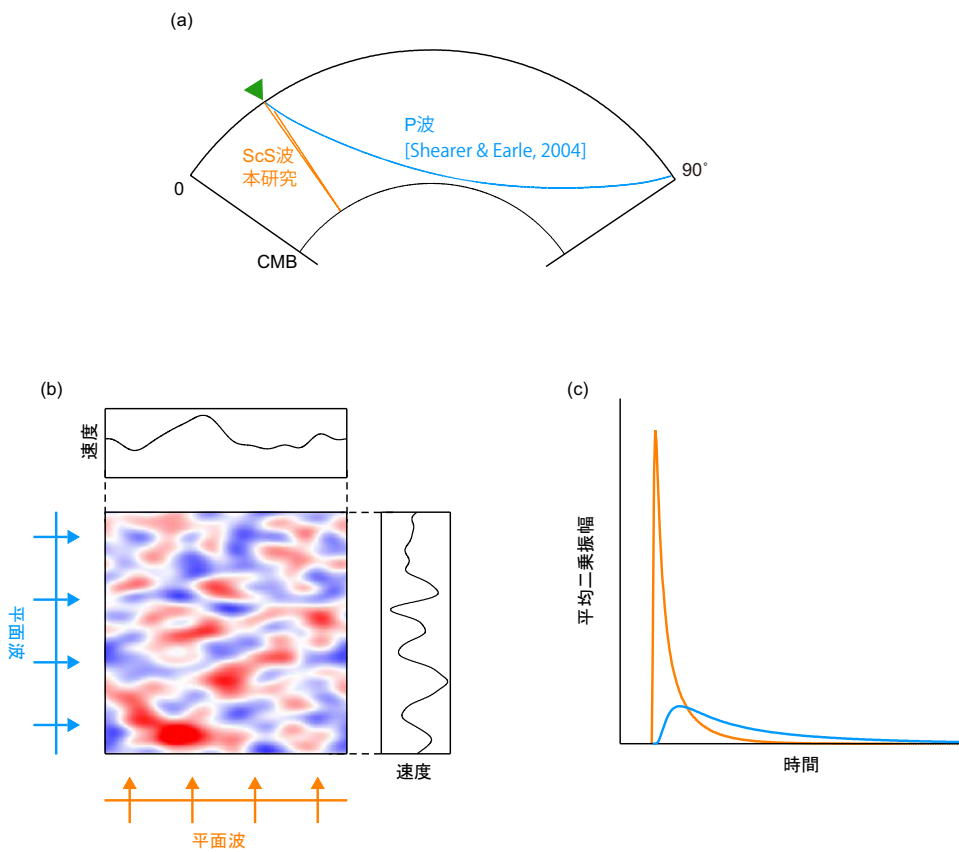 (a)
P波
[Shearer & Earle, 2004]
ScS波
本研究
0
90°
CMB
(b)
速度
平面波
速度
平面波
(c)
平均二乗振幅
時間